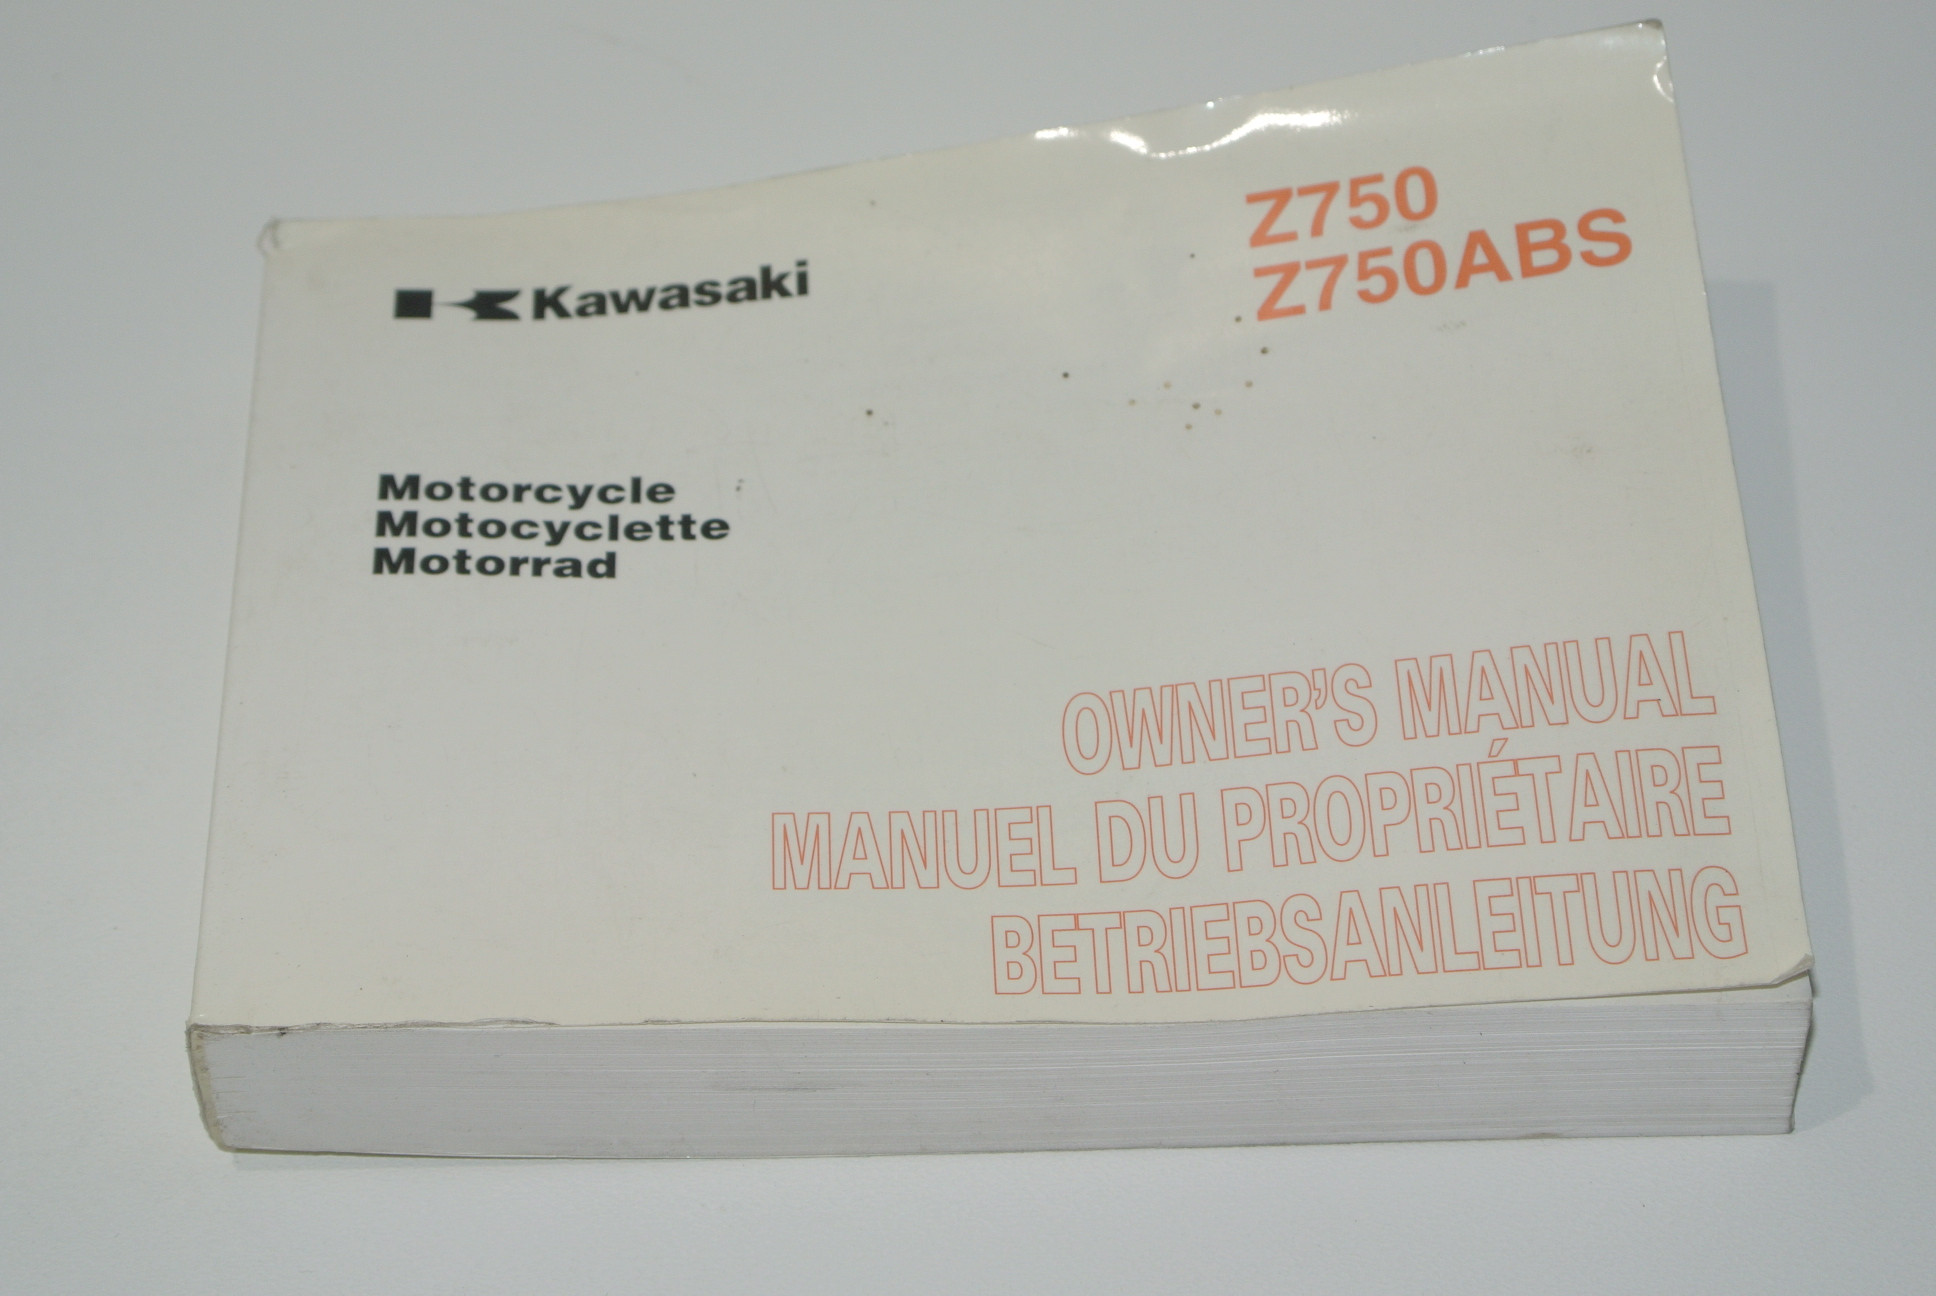 Kawasaki
Z750
Z750ABS
Motorcycle
Motocyclette
Motorrad
OWNER'S MANUAL
MANUEL DU PROPRIÉTAIRE
BETRIEBSANLEITUNG